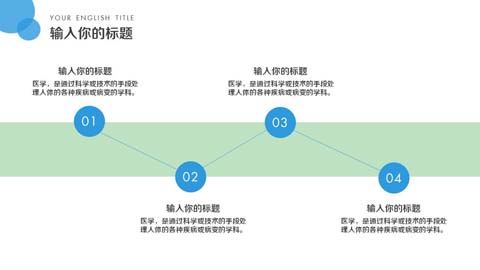 YOUR ENGLISH TITLE
输入你的标题
输入你的标题
医学，是通过科学或技术的手段处
理人体的各种疾病或病变的学科。
01
输入你的标题
医学，是通过科学或技术的手段处
理人体的各种疾病或病变的学科。
03
02
输入你的标题
医学，是通过科学或技术的手段处
理人体的各种疾病或病变的学科。
04
输入你的标题
医学，是通过科学或技术的手段处
理人体的各种疾病或病变的学科。